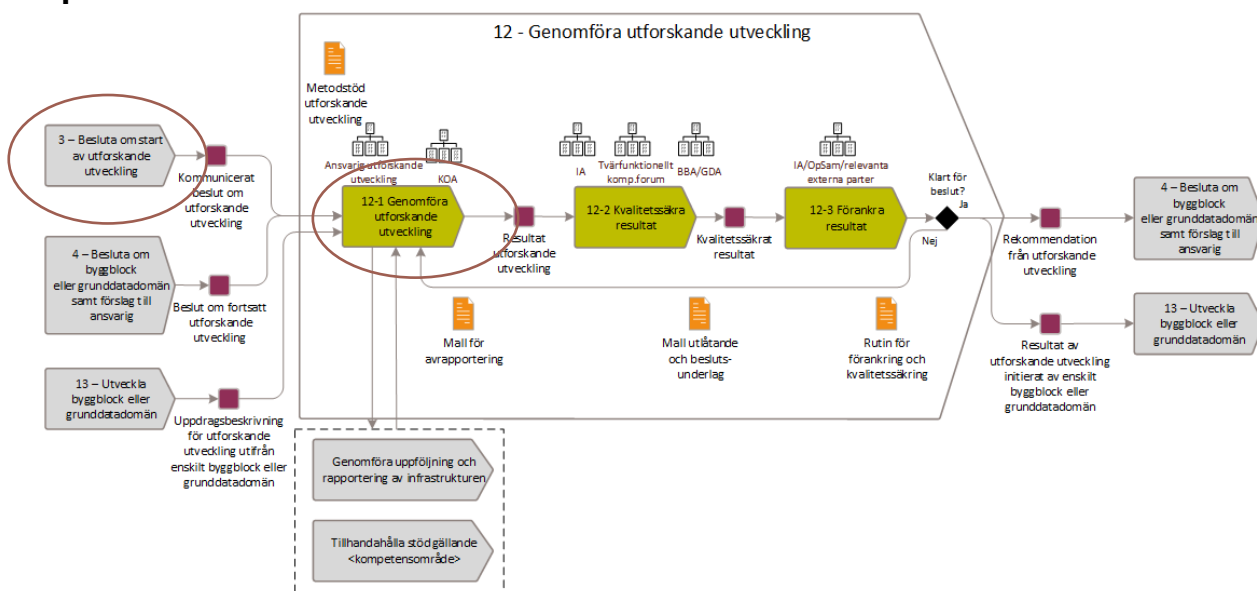 12 - Genomföra utforskande utveckling
Metodstöd
utforskande
utveckling
3 – Besluta om start
av utforskande
utveckling
Kommunicerat
beslut om
utforskande
utveckling
4 – Besluta om
byggblock
eller grunddatadomän
samt förslag till
ansvarig
Beslut om fortsatt
utforskande
utveckling
13 – Utveckla
byggblock eller
grunddatadomän
Uppdragsbeskrivning
för utforskande
utveckling utifrån
enskilt byggblock eller
grunddatadomän
Ansvarig utforskande
utveckling
KOA
12-1 Genomföra
utforskande
utveckling
Resultat
utforskande
utveckling
IA
Tvärfunktionellt
komp.forum
BBA/GDA
12-2 Kvalitetssäkra
resultat
Kvalitetssäkrat
resultat
IA/OpSam/relevanta
externa parter
12-3 Förankra
resultat
Klart för
beslut?
Ja
Nej
Mall för
avrapportering
Mall utlåtande
och besluts-
underlag
Rutin för
förankring och
kvalitetssäkring
Rekommendation
från utforskande
utveckling
4 – Besluta om
byggblock
eller grunddatadomän
samt förslag till
ansvarig
Resultat av
utforskande utveckling
initierat av enskilt
byggblock eller
grunddatadomän
13 – Utveckla
byggblock eller
grunddatadomän
Genomföra uppföljning och
rapportering av infrastrukturen
Tillhandahålla stöd gällande
<kompetensområde>